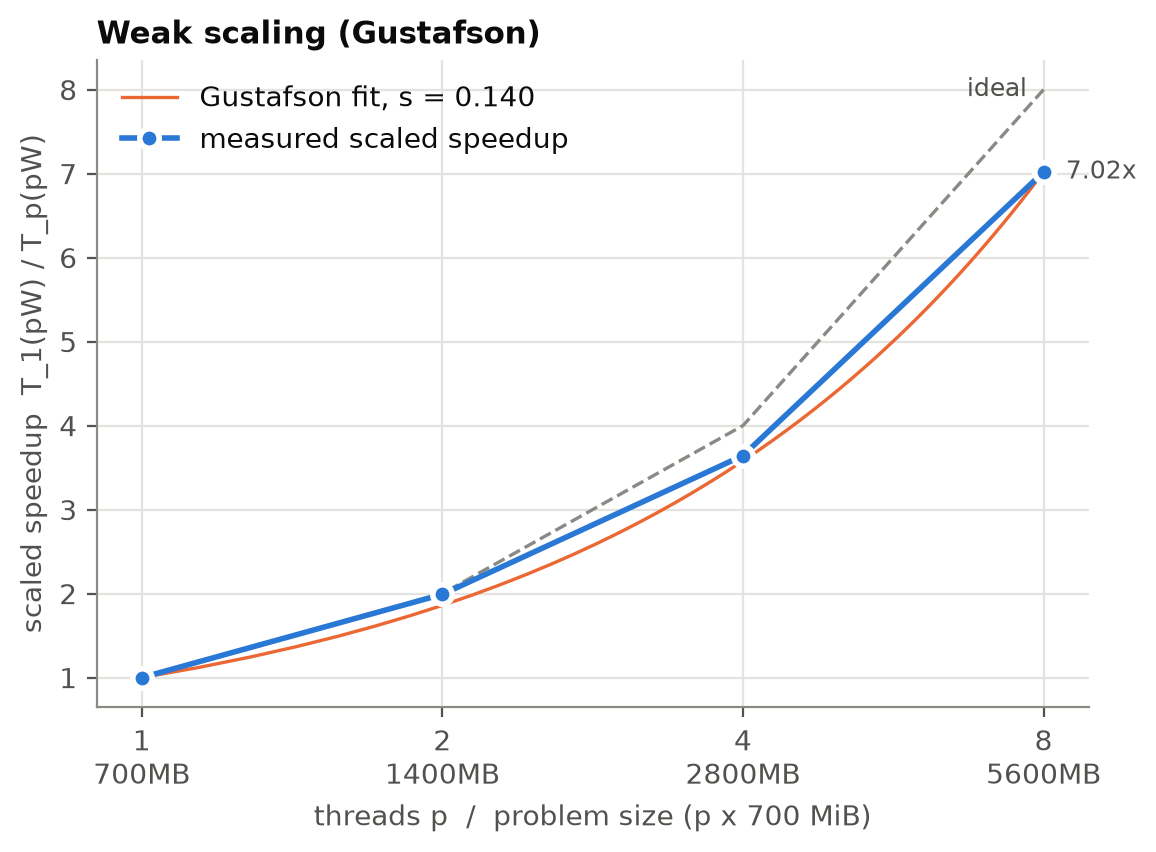 Weak scaling (Gustafson)
Gustafson fit, s = 0.140
measured scaled speedup
ideal
7.02x
scaled speedup  T_1(pW) / T_p(pW)
8
7
6
5
4
3
2
1
1 2 4 8
700MB 1400MB 2800MB 5600MB
threads p  /  problem size (p x 700 MiB)